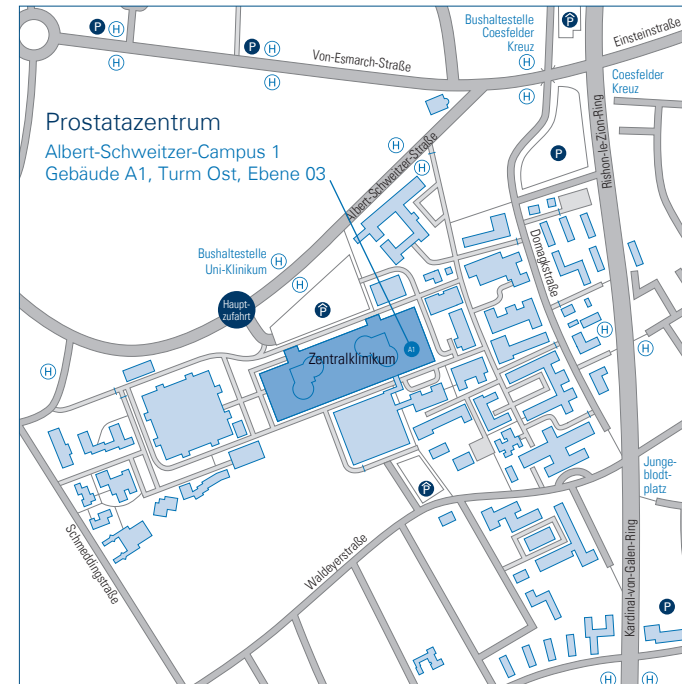 Bushaltestelle
Coesfelder
Kreuz
P
H
P
H
P
Einsteinstraße
H
H
Von-Esmarch-Straße
H
H
H
Coesfelder
Kreuz
Prostatazentrum
Albert-Schweitzer-Campus 1
Gebäude A1, Turm Ost, Ebene 03
H
H
Albert-Schweitzer-Straße
P
Rishon-le-Zion-Ring
Domagkstraße
Bushaltestelle
Uni-Klinikum
H
H
Haupt-
zufahrt
P
H
H
Zentralklinikum
A1
H
Junge-
blodt-
platz
P
Schmeddingstraße
Waldeyerstraße
Kardinal-von-Galen-Ring
P
H
H